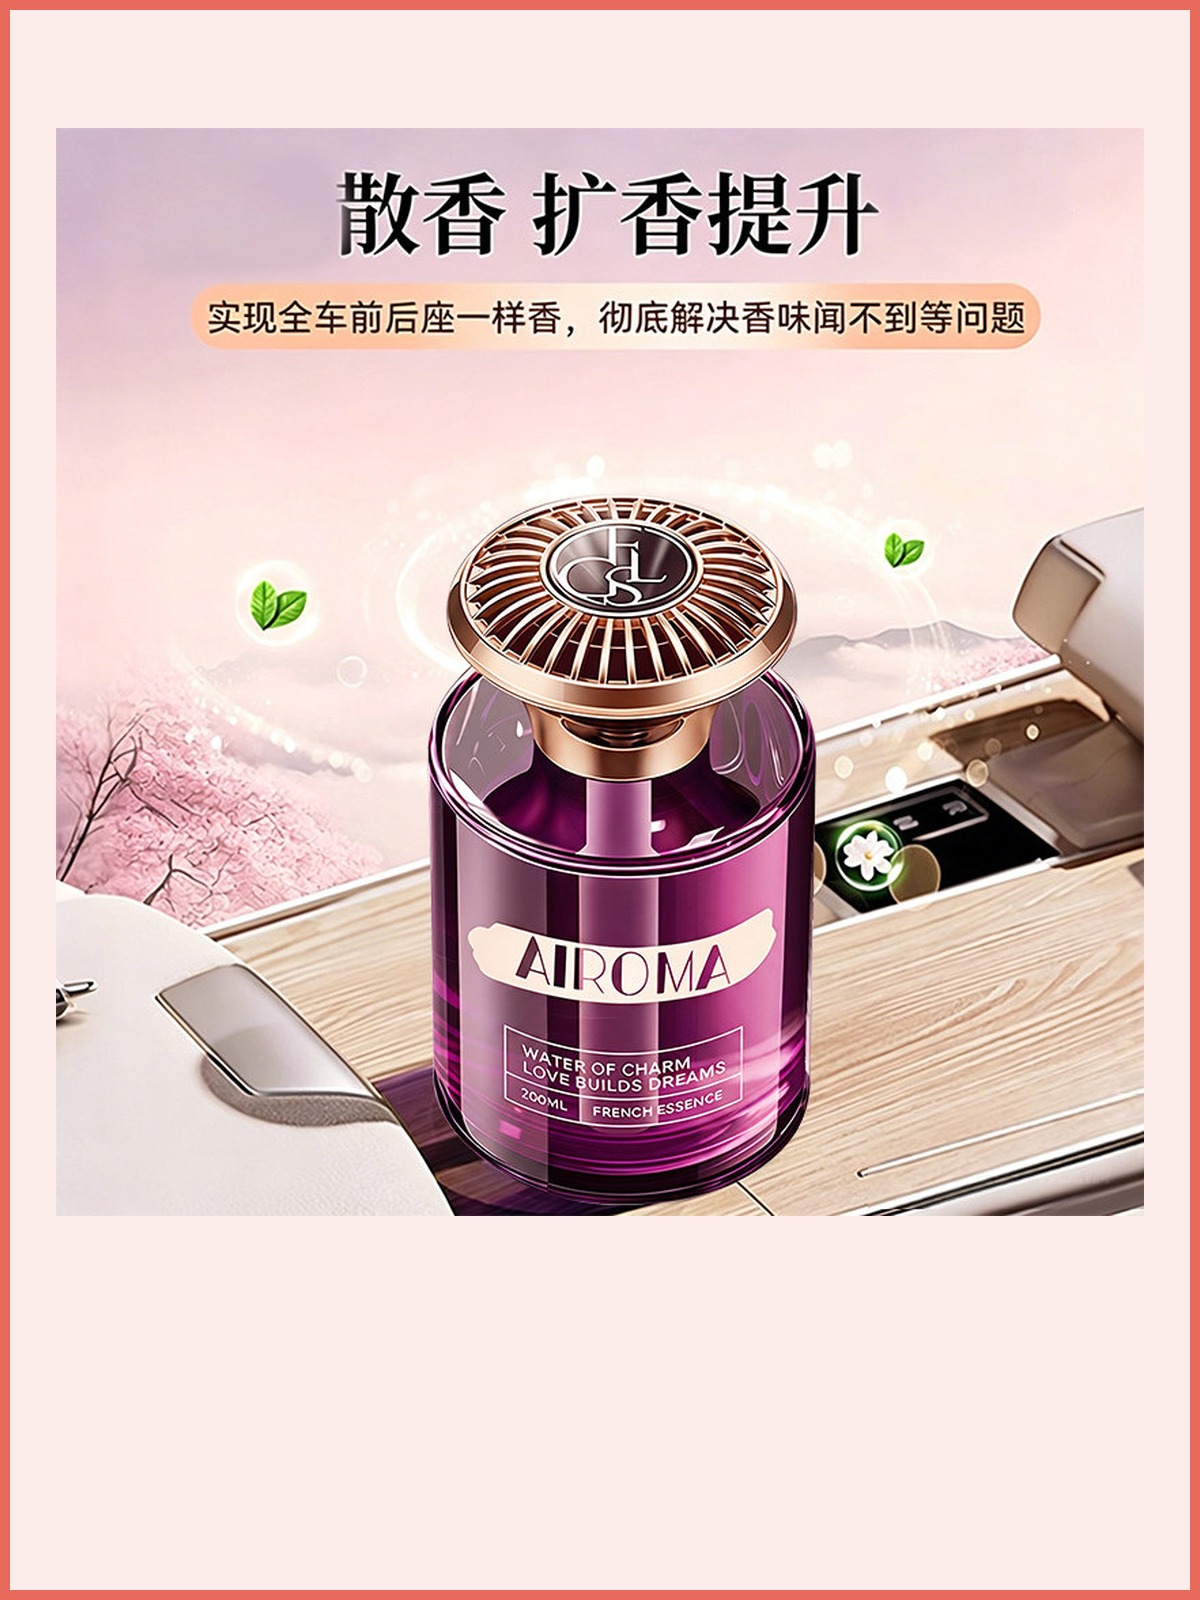 散香 扩香提升
实现全车前后座一样香，彻底解决香味闻不到等问题
FLCS
AIROMA
WATER OF CHARM
LOVE BUILDS DREAMS
200ML FRENCH ESSENCE